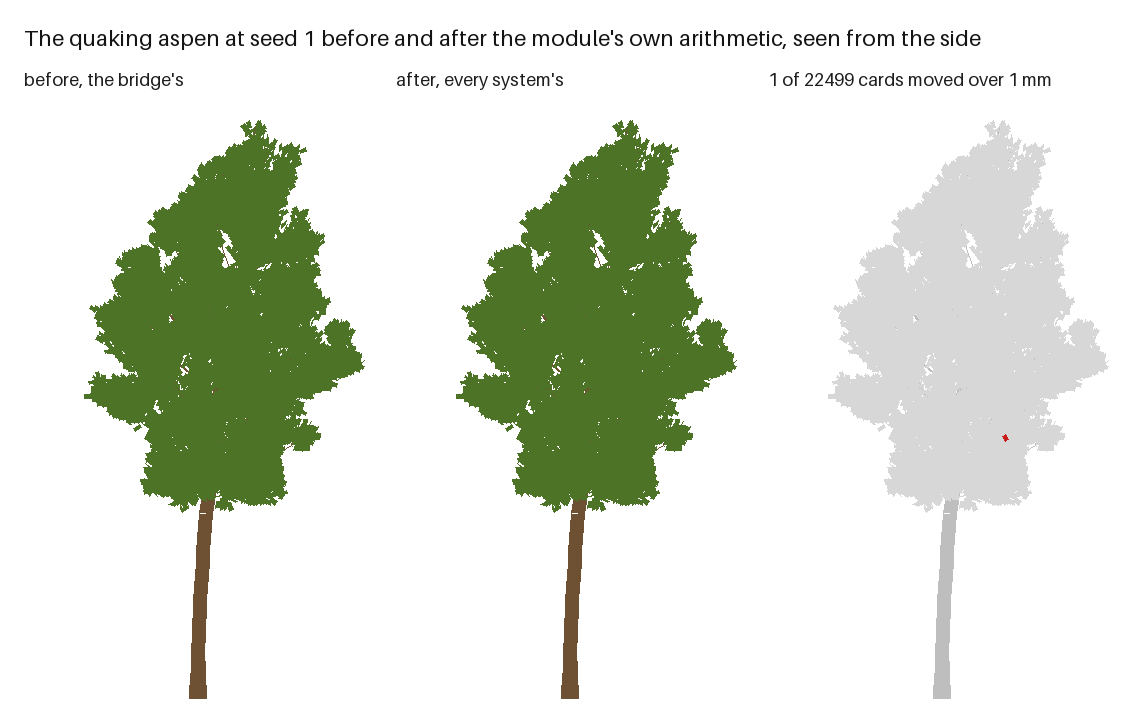 The quaking aspen at seed 1 before and after the module's own arithmetic, seen from the side
before, the bridge's
after, every system's
1 of 22499 cards moved over 1 mm